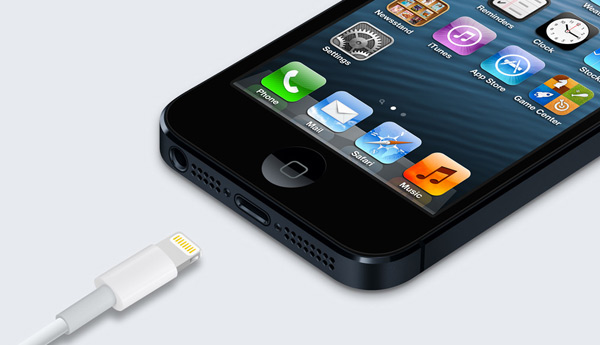 Newsstand
Reminders
Settings
iTunes
Clock
App Store
Game Center
Phone
Mail
Safari
Music